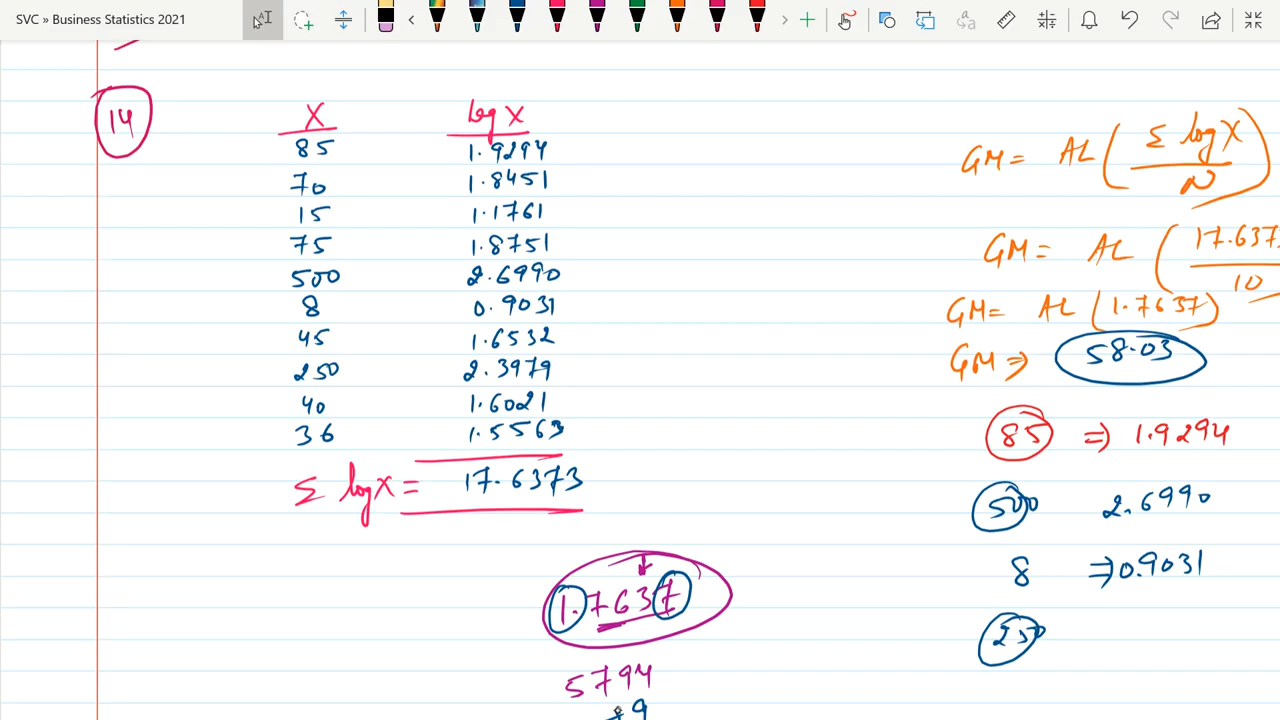 SVC » Business Statistics 2021
14
X log X
85 1.9294
70 1.8451
15 1.1761
75 1.8751
500 2.6990
8 0.9031
45 1.6532
250 2.3979
40 1.6021
36 1.5563
Σ log X = 17.6373
1.7637
5794
9
GM = AL ( Σ log X / N )
GM = AL ( 17.637 / 10
GM = AL (1.7637)
GM ⇒ 58.03
85 ⇒ 1.9294
500 2.6990
8 ⇒ 0.9031
250